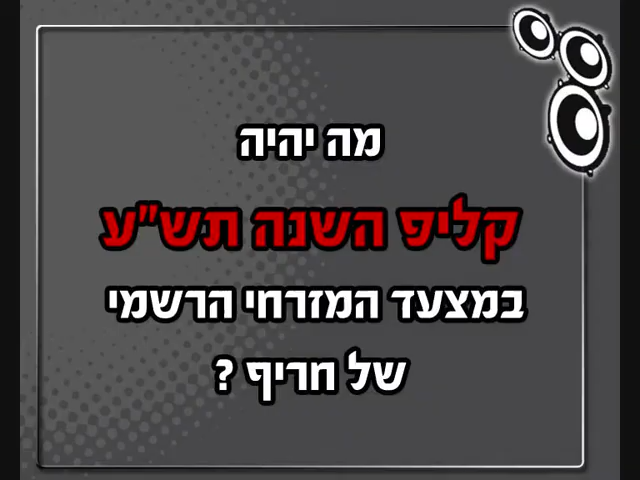 מה יהיה
קליפ השנה תש"ע
במצעד המזרחי הרשמי
של חריף ?